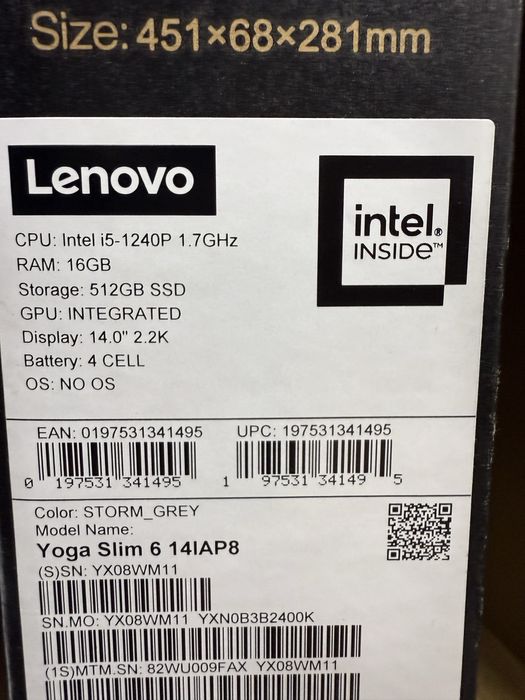 Size: 451×68×281mm
Lenovo
intel®
INSIDE™
CPU: Intel i5-1240P 1.7GHz
RAM: 16GB
Storage: 512GB SSD
GPU: INTEGRATED
Display: 14.0" 2.2K
Battery: 4 CELL
OS: NO OS
EAN: 0197531341495 UPC: 197531341495
0 197531 341495 1 97531 34149 5
Color: STORM_GREY
Model Name:
Yoga Slim 6 14IAP8
(S)SN: YX08WM11
SN.MO: YX08WM11 YXN0B3B2400K
(1S)MTM.SN: 82WU009FAX YX08WM11